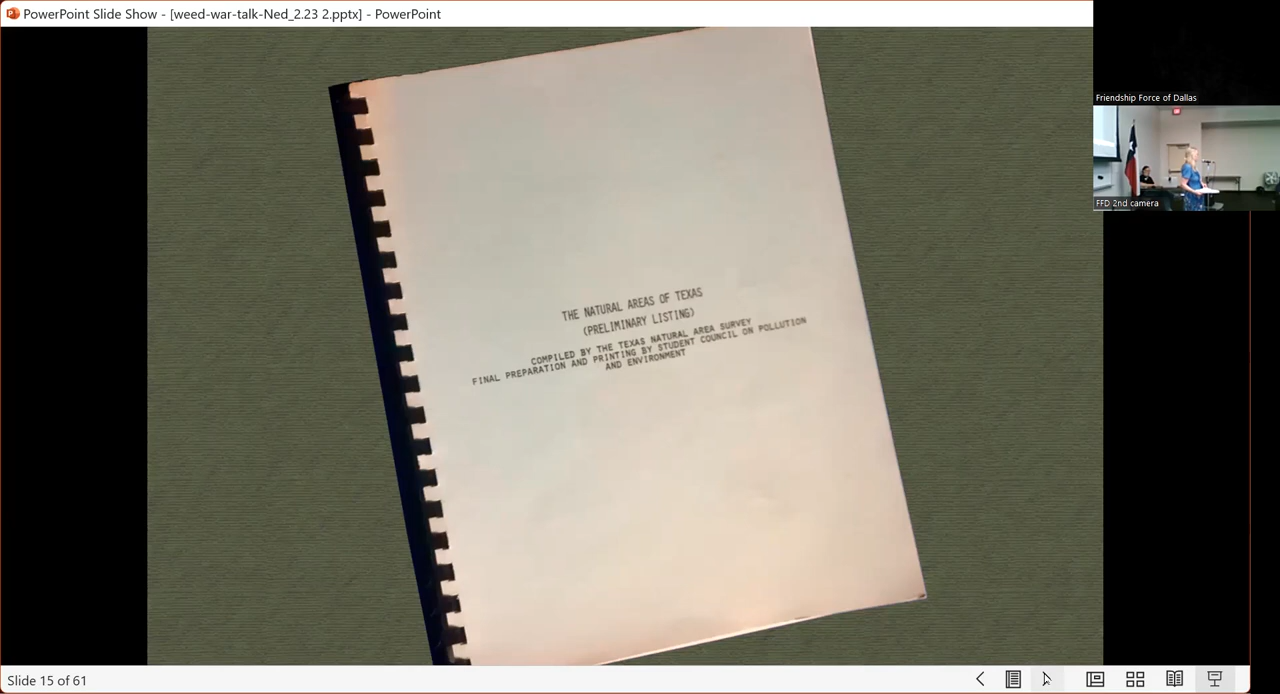 PowerPoint Slide Show - [weed-war-talk-Ned_2.23 2.pptx] - PowerPoint
Friendship Force of Dallas
FFD 2nd camera
THE NATURAL AREAS OF TEXAS
(PRELIMINARY LISTING)
COMPILED BY THE TEXAS NATURAL AREA SURVEY
FINAL PREPARATION AND PRINTING BY STUDENT COUNCIL ON POLLUTION
AND ENVIRONMENT
Slide 15 of 61